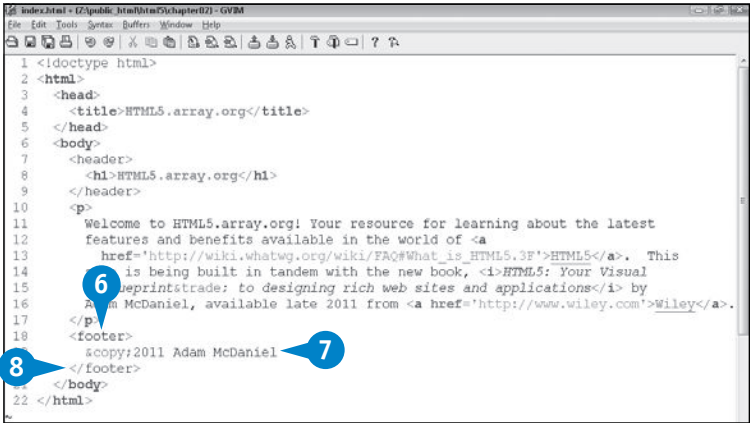 index.html + (Z:\public_html\html5\chapter02) - GVIM
File Edit Tools Syntax Buffers Window Help
1 <!doctype html>
2 <html>
3 <head>
4 <title>HTML5.array.org</title>
5 </head>
6 <body>
7 <header>
8 <h1>HTML5.array.org</h1>
9 </header>
10 <p>
11 Welcome to HTML5.array.org! Your resource for learning about the latest
12 features and benefits available in the world of <a
13 href='http://wiki.whatwg.org/wiki/FAQ#What_is_HTML5.3F'>HTML5</a>. This
14 is being built in tandem with the new book, <i>HTML5: Your Visual
15 ueprint&trade; to designing rich web sites and applications</i> by
16 McDaniel, available late 2011 from <a href='http://www.wiley.com'>Wiley</a>.
17 </p>
18 <footer>
&copy;2011 Adam McDaniel
</footer>
</body>
22 </html>
~
6
7
8